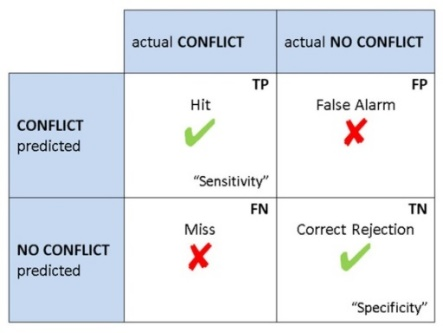 actual CONFLICT
actual NO CONFLICT
CONFLICT
predicted
TP
Hit
"Sensitivity"
FP
False Alarm
NO CONFLICT
predicted
FN
Miss
TN
Correct Rejection
"Specificity"